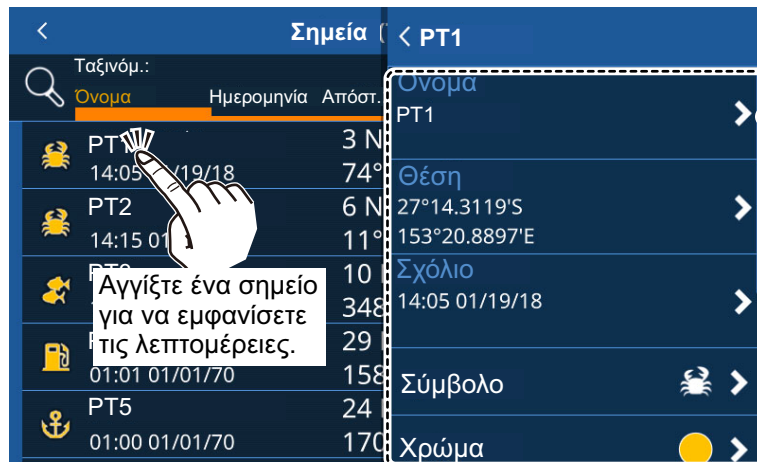 Σημεία
Ταξινόμ.:
Όνομα Ημερομηνία Απόστ.
3 N
14:05 /19/18 74°
PT2 6 N
14:15 01 11°
10
348
Αγγίξτε ένα σημείο
για να εμφανίσετε
τις λεπτομέρειες.
29
01:01 01/01/70 158
PT5 24
01:00 01/01/70 170
PT1
Όνομα
PT1
Θέση
27°14.3119'S
153°20.8897'E
Σχόλιο
14:05 01/19/18
Σύμβολο
Χρώμα